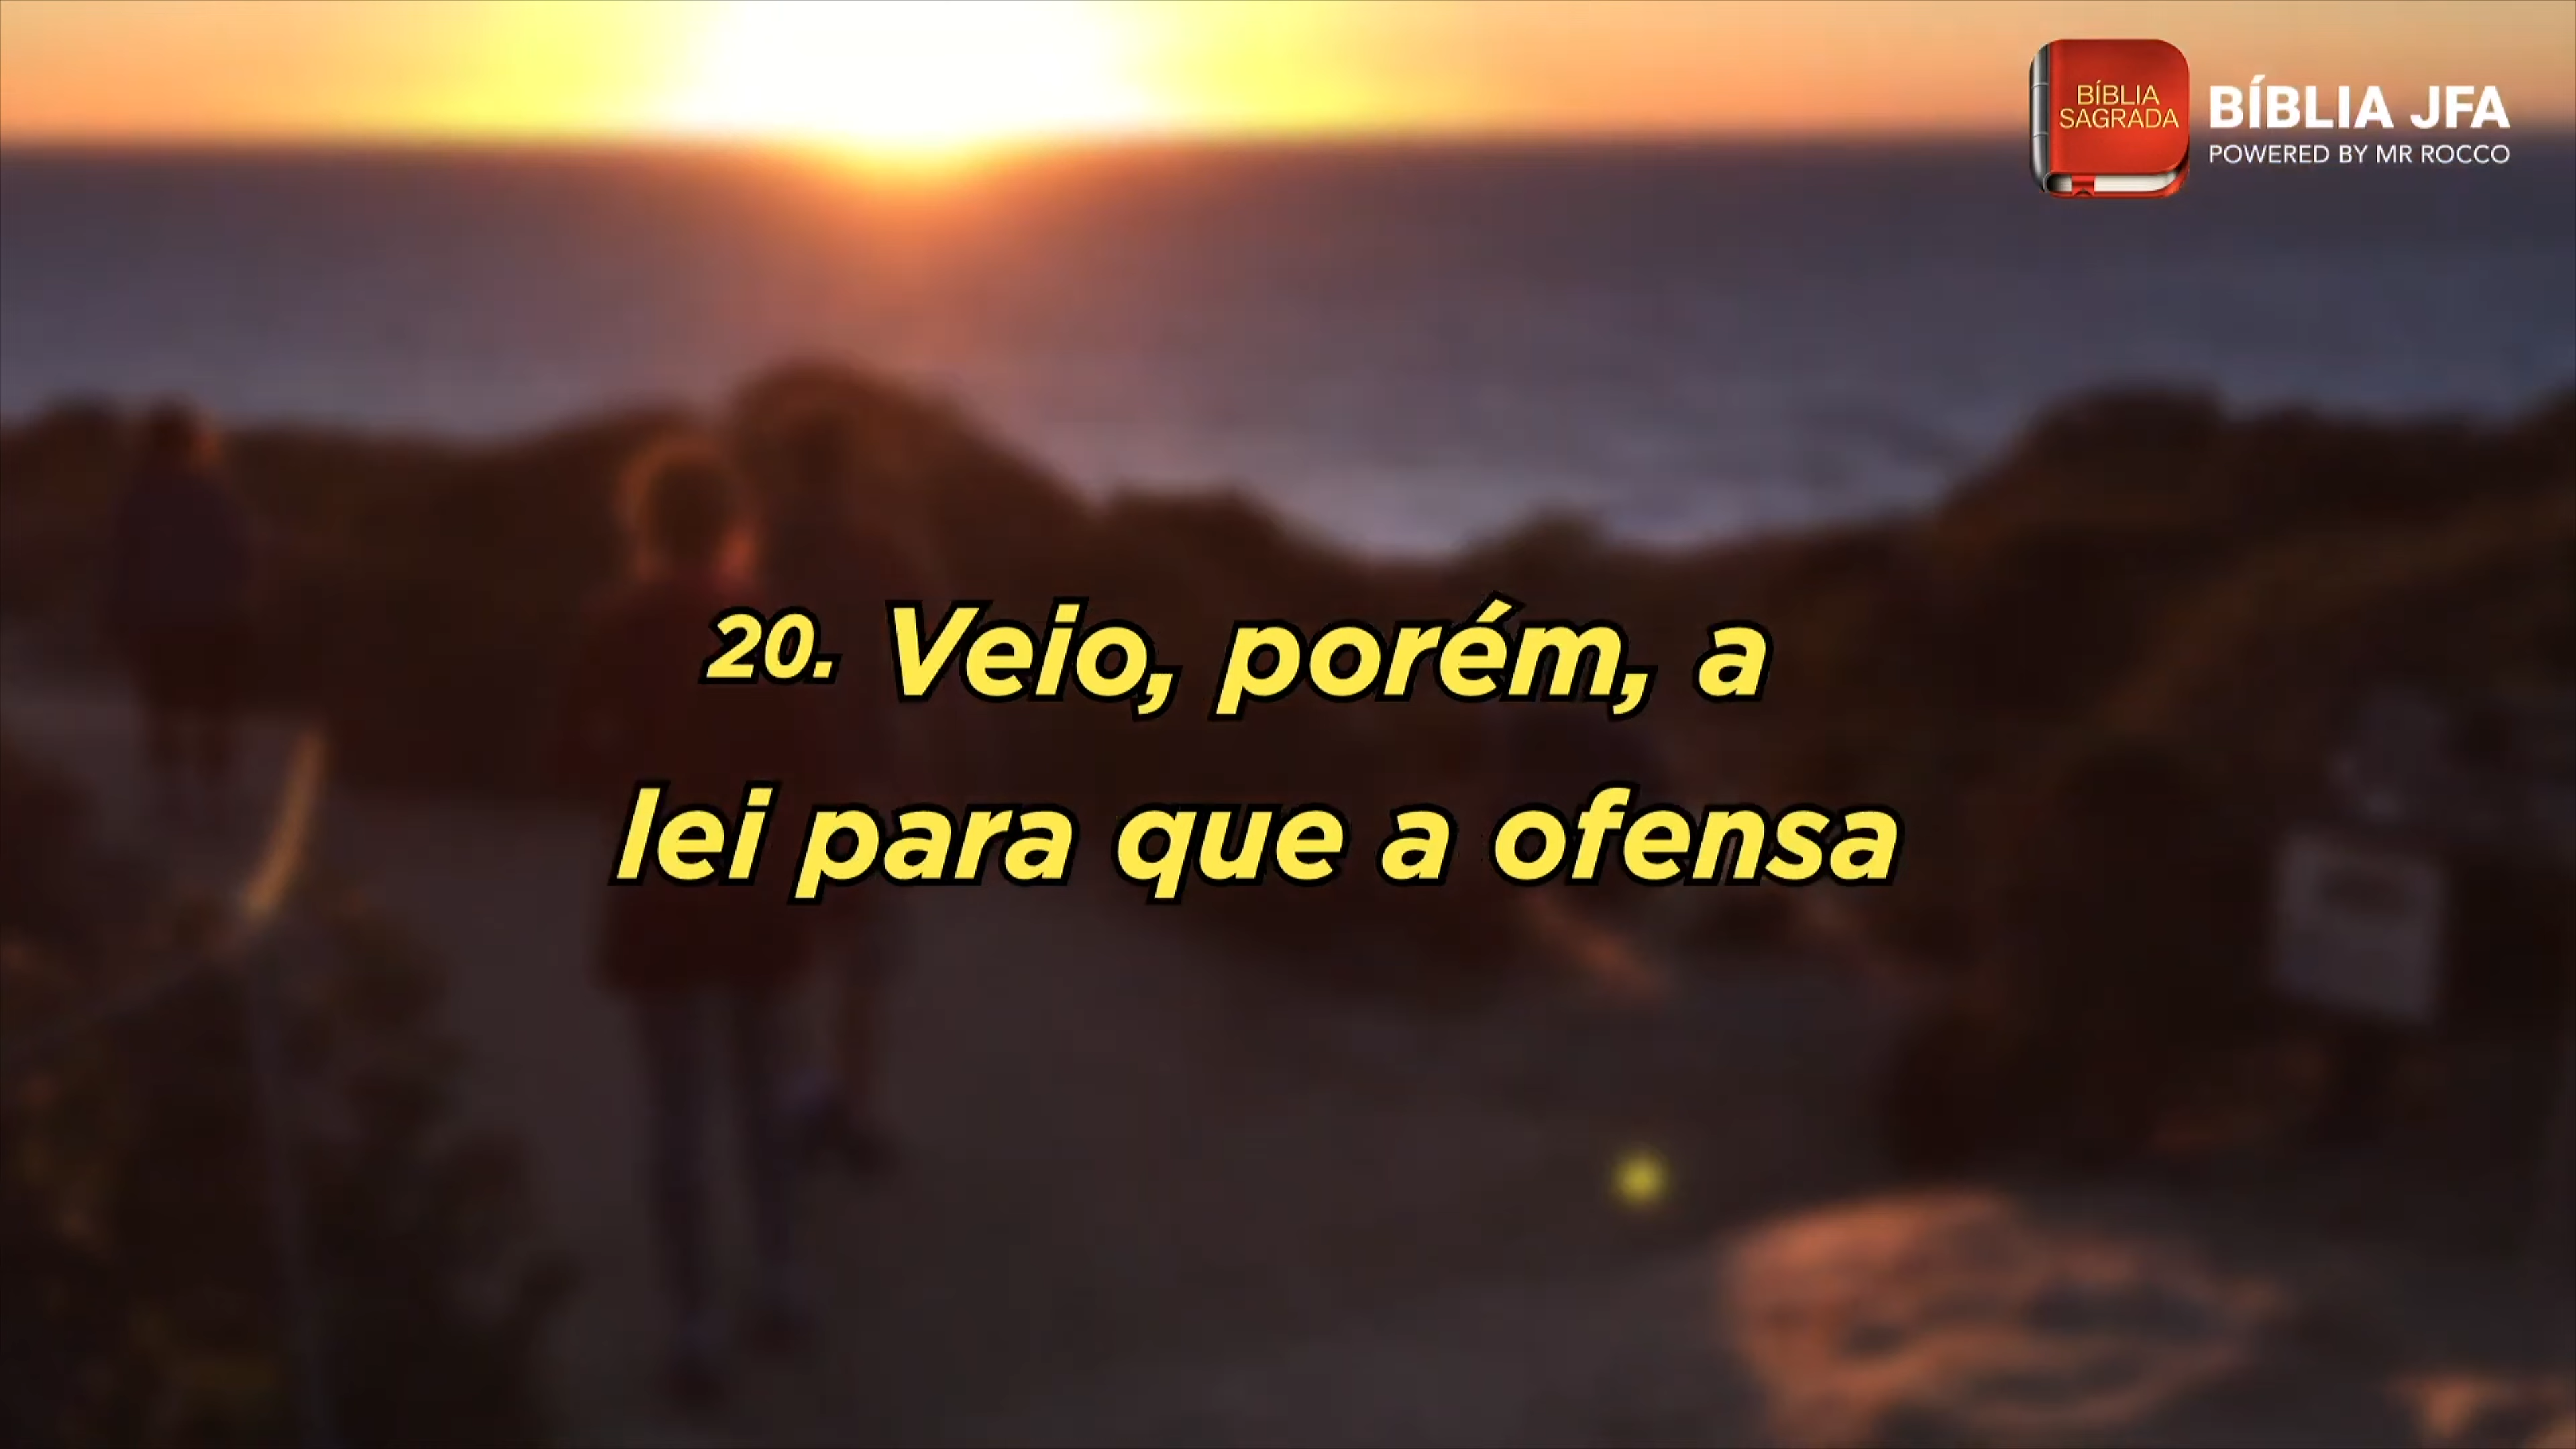 BÍBLIA
SAGRADA
BÍBLIA JFA
POWERED BY MR ROCCO
20. Veio, porém, a
lei para que a ofensa